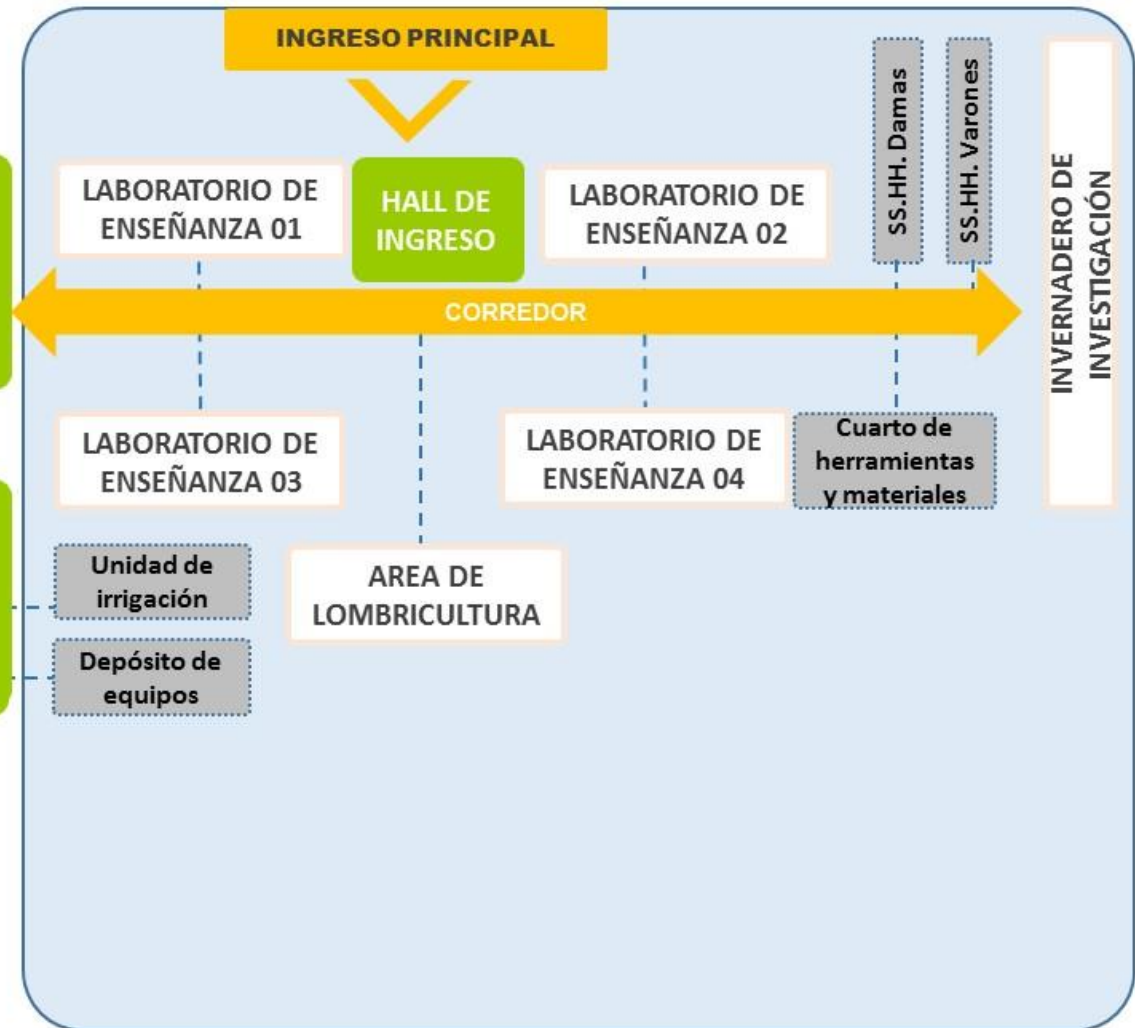 INGRESO PRINCIPAL
LABORATORIO DE
ENSEÑANZA 01
HALL DE
INGRESO
LABORATORIO DE
ENSEÑANZA 02
SS.HH. Damas
SS.HH. Varones
INVERNADERO DE
INVESTIGACIÓN
CORREDOR
LABORATORIO DE
ENSEÑANZA 03
LABORATORIO DE
ENSEÑANZA 04
Cuarto de
herramientas
y materiales
Unidad de
irrigación
AREA DE
LOMBRICULTURA
Depósito de
equipos